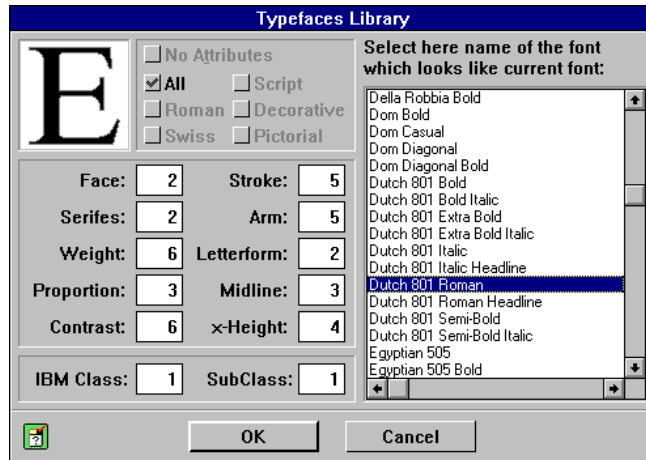 Typefaces Library
E
No Attributes
All
Script
Roman
Decorative
Swiss
Pictorial
Face: 2
Stroke: 5
Serifes: 2
Arm: 5
Weight: 6
Letterform: 2
Proportion: 3
Midline: 3
Contrast: 6
x-Height: 4
IBM Class: 1
SubClass: 1
Select here name of the font
which looks like current font:
Della Robbia Bold
Dom Bold
Dom Casual
Dom Diagonal
Dom Diagonal Bold
Dutch 801 Bold
Dutch 801 Bold Italic
Dutch 801 Extra Bold
Dutch 801 Extra Bold Italic
Dutch 801 Italic
Dutch 801 Italic Headline
Dutch 801 Roman
Dutch 801 Roman Headline
Dutch 801 Semi-Bold
Dutch 801 Semi-Bold Italic
Egyptian 505
Egyptian 505 Bold
?
OK
Cancel